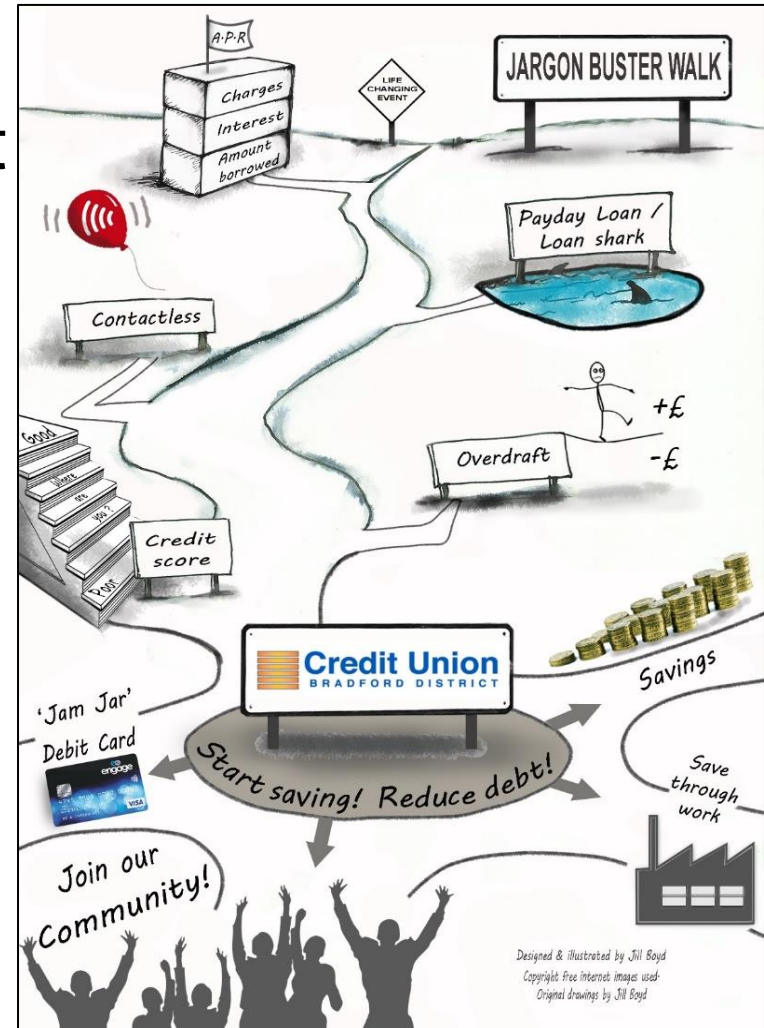 A·P·R
Charges
Interest
Amount
borrowed
LIFE
CHANGING
EVENT
JARGON BUSTER WALK
Payday Loan /
Loan shark
Contactless
+£
-£
Overdraft
Good
Where
are
you?
Poor
Credit
score
Credit Union
BRADFORD DISTRICT
Start saving! Reduce debt!
Savings
'Jam Jar'
Debit Card
engage
VISA
Save
through
work
Join our
Community!
Designed & illustrated by Jill Boyd
Copyright free internet images used·
Original drawings by Jill Boyd